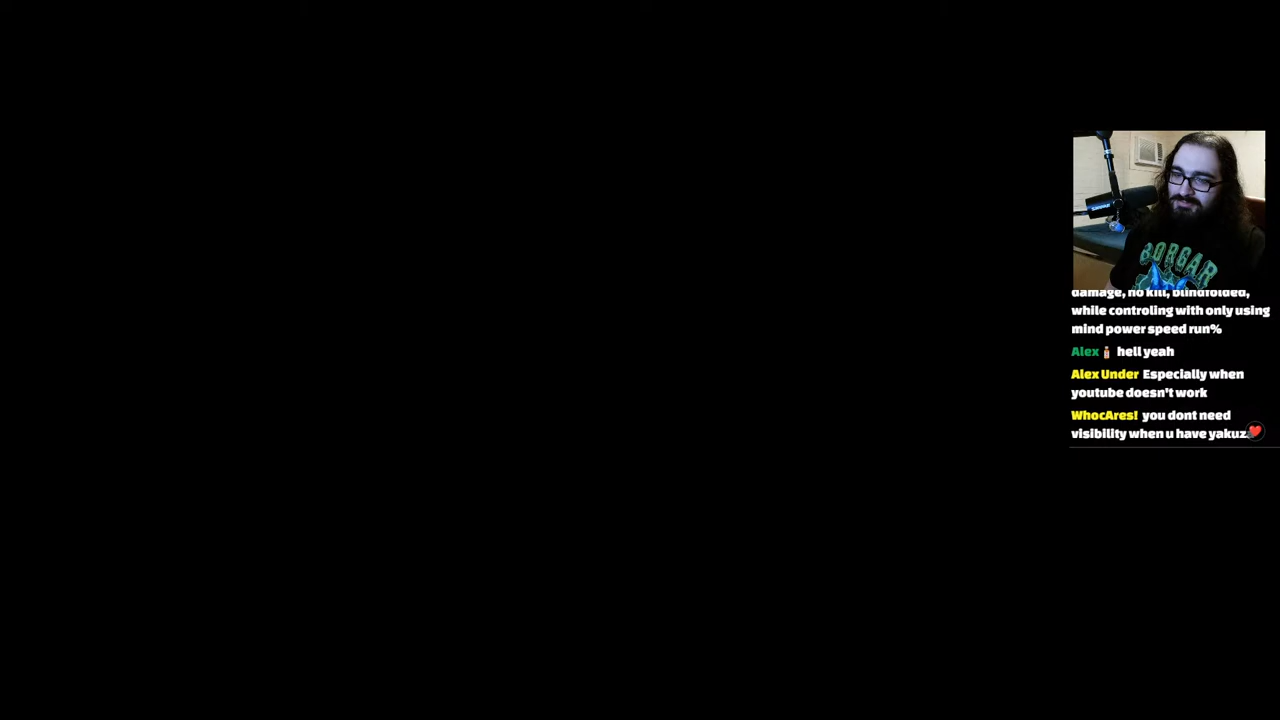 BORGAR
damage, no kill, blindfolded,
while controling with only using
mind power speed run%
Alex hell yeah
Alex Under Especially when
youtube doesn't work
WhocAres! you dont need
visibility when u have yakuz